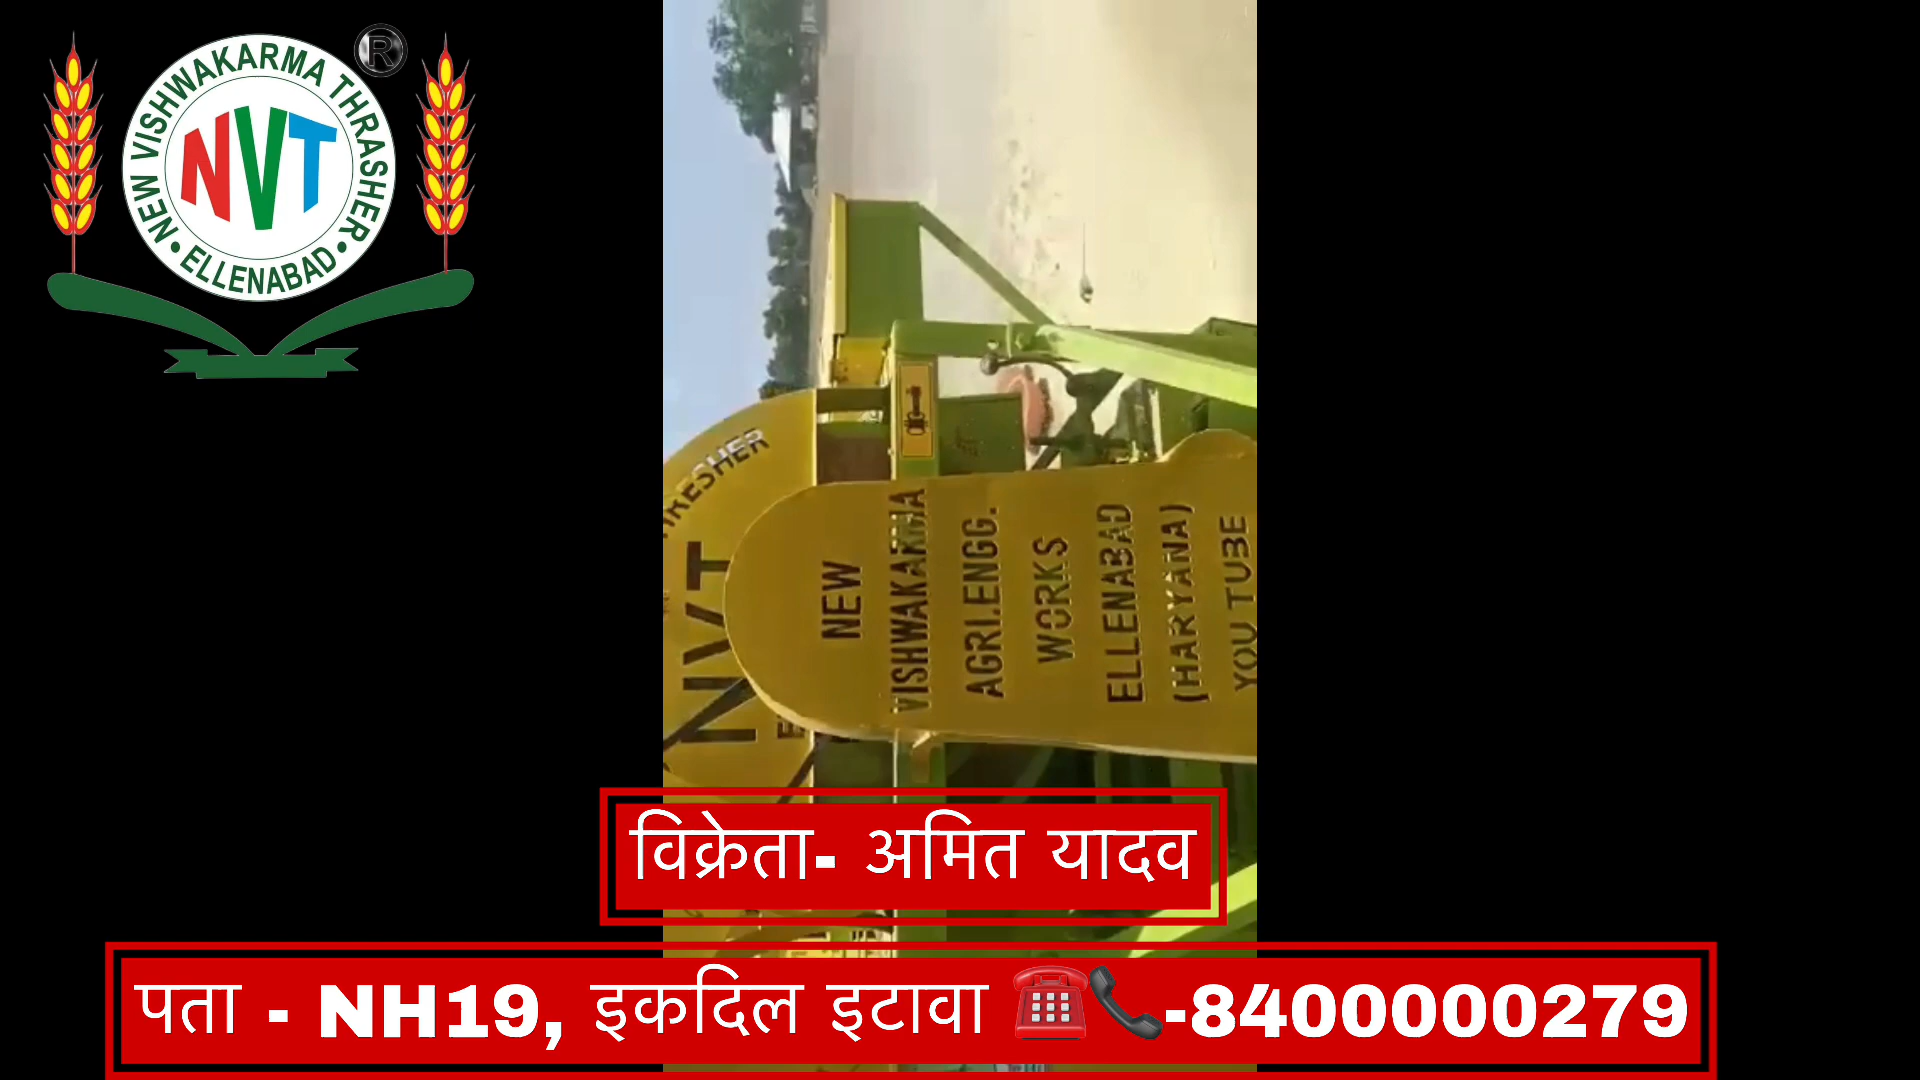 ®
NEW VISHWAKARMA THRASHER
NVT
• ELLENABAD •
THRESHER
NVT
NEW
VISHWAKARMA
AGRI.ENGG.
WORKS
ELLENABAD
(HARYANA)
YOU TUBE
विक्रेता- अमित यादव
पता - NH19, इकदिल इटावा ☎️📞-8400000279